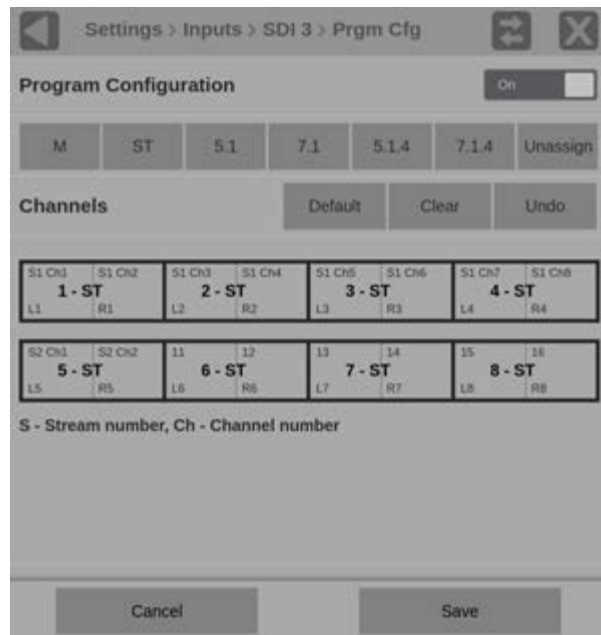 Settings > Inputs > SDI 3 > Prgm Cfg
Program Configuration On
M ST 5.1 7.1 5.1.4 7.1.4 Unassign
Channels Default Clear Undo
S1 Ch1 S1 Ch2 S1 Ch3 S1 Ch4 S1 Ch5 S1 Ch6 S1 Ch7 S1 Ch8
1 - ST 2 - ST 3 - ST 4 - ST
L1 R1 L2 R2 L3 R3 L4 R4
S2 Ch1 S2 Ch2 11 12 13 14 15 16
5 - ST 6 - ST 7 - ST 8 - ST
L5 R5 L6 R6 L7 R7 L8 R8
S - Stream number, Ch - Channel number
Cancel Save